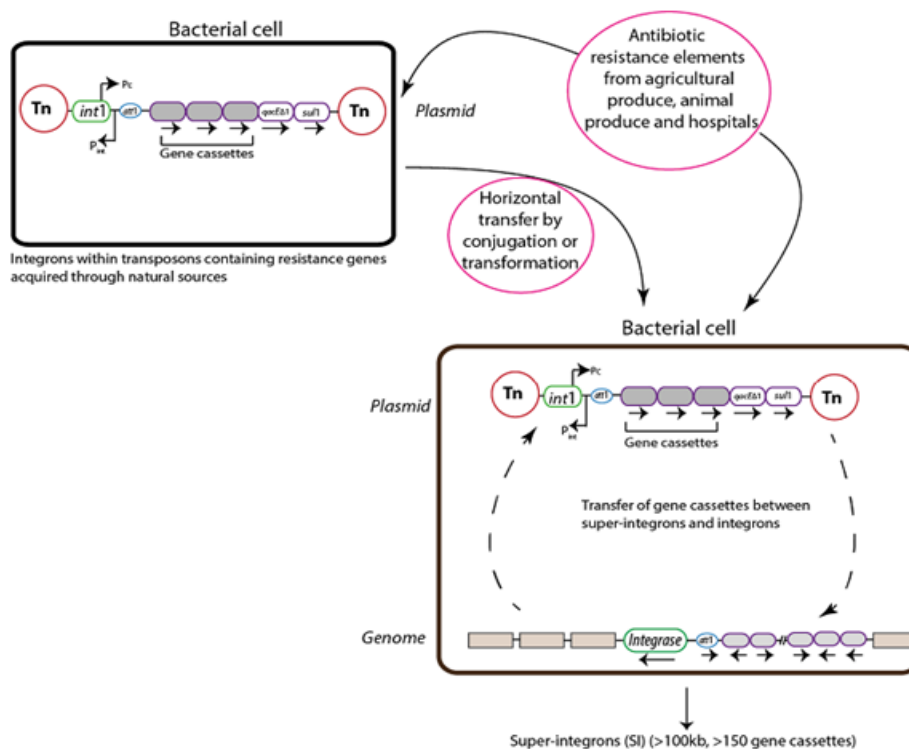 Bacterial cell
Antibiotic
resistance elements
from agricultural
produce, animal
produce and hospitals
Tn
int1
Pc
att1
qacEΔ1
sul1
Tn
Pint
Gene cassettes
Plasmid
Horizontal
transfer by
conjugation or
transformation
Integrons within transposons containing resistance genes
acquired through natural sources
Bacterial cell
Plasmid
Tn
int1
Pc
att1
qacEΔ1
sul1
Tn
Pint
Gene cassettes
Transfer of gene cassettes between
super-integrons and integrons
Genome
Integrase
att1
Super-integrons (SI) (>100kb, >150 gene cassettes)